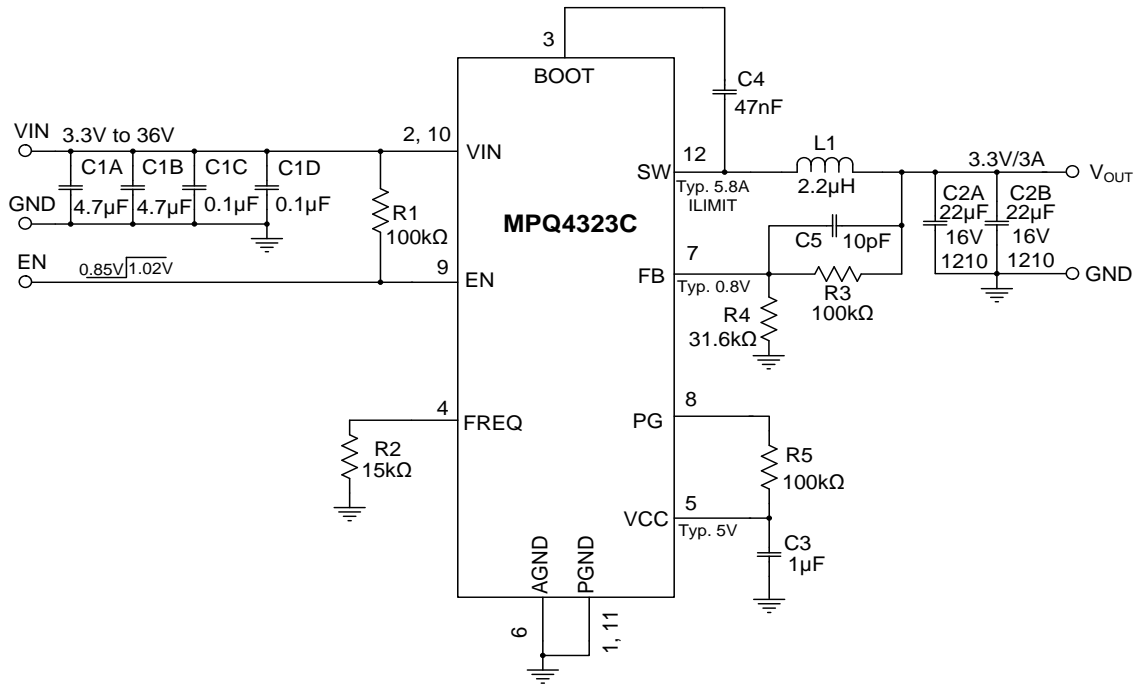 3
BOOT
C4
47nF
VIN 3.3V to 36V
2, 10
VIN
C1A C1B C1C C1D
4.7µF 4.7µF 0.1µF 0.1µF
GND
R1
100kΩ
EN
0.85V 1.02V
9
EN
MPQ4323C
12
SW
Typ. 5.8A
ILIMIT
L1
2.2µH
3.3V/3A
VOUT
C2A C2B
22µF 22µF
16V 16V
1210 1210
GND
C5 10pF
7
FB
Typ. 0.8V
R3
100kΩ
R4
31.6kΩ
4
FREQ
R2
15kΩ
8
PG
R5
100kΩ
5
VCC
Typ. 5V
C3
1µF
AGND
PGND
6
1, 11